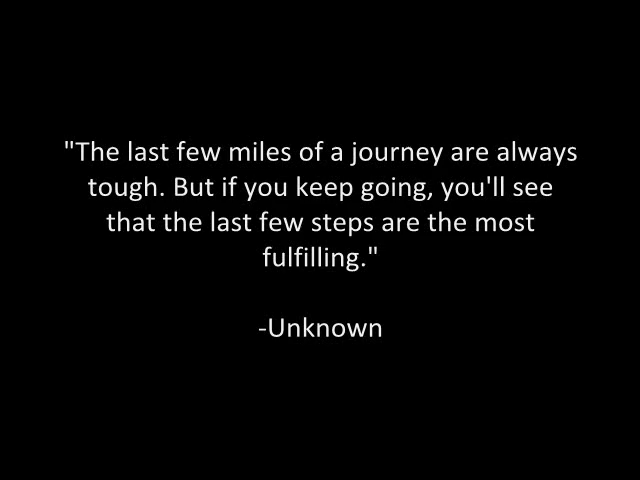 "The last few miles of a journey are always
tough. But if you keep going, you'll see
that the last few steps are the most
fulfilling."
-Unknown